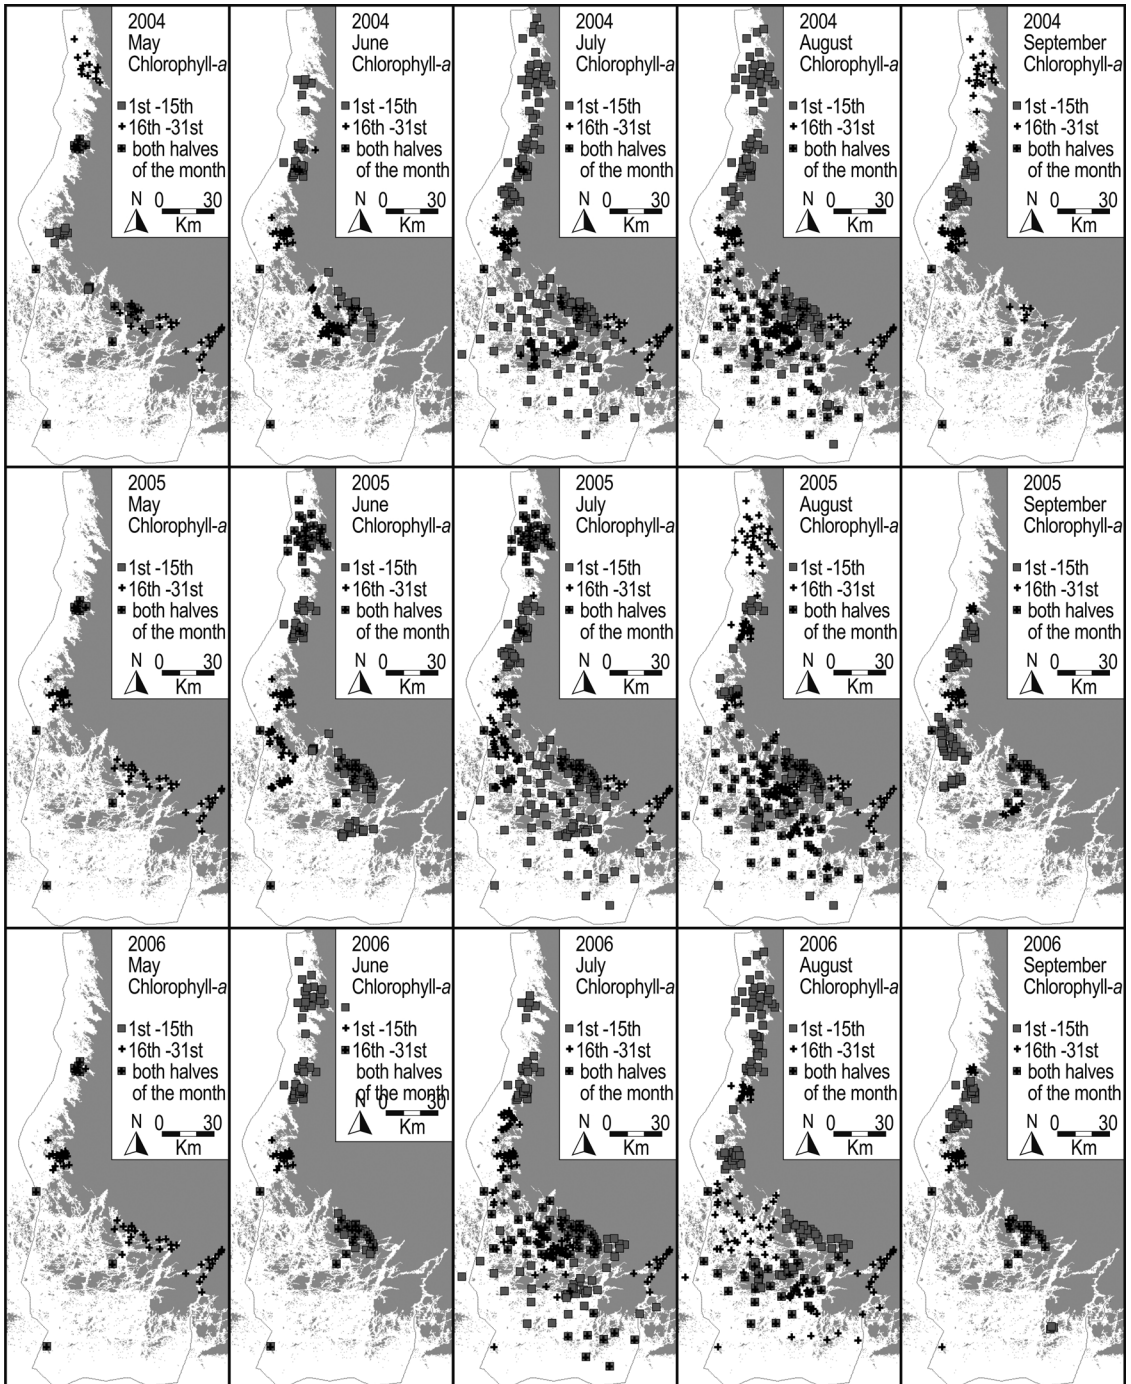 2004
May
Chlorophyll-a
1st -15th
16th -31st
both halves
of the month
N 0 30
Km
2004
June
Chlorophyll-a
1st -15th
16th -31st
both halves
of the month
N 0 30
Km
2004
July
Chlorophyll-a
1st -15th
16th -31st
both halves
of the month
N 0 30
Km
2004
August
Chlorophyll-a
1st -15th
16th -31st
both halves
of the month
N 0 30
Km
2004
September
Chlorophyll-a
1st -15th
16th -31st
both halves
of the month
N 0 30
Km
2005
May
Chlorophyll-a
1st -15th
16th -31st
both halves
of the month
N 0 30
Km
2005
June
Chlorophyll-a
1st -15th
16th -31st
both halves
of the month
N 0 30
Km
2005
July
Chlorophyll-a
1st -15th
16th -31st
both halves
of the month
N 0 30
Km
2005
August
Chlorophyll-a
1st -15th
16th -31st
both halves
of the month
N 0 30
Km
2005
September
Chlorophyll-a
1st -15th
16th -31st
both halves
of the month
N 0 30
Km
2006
May
Chlorophyll-a
1st -15th
16th -31st
both halves
of the month
N 0 30
Km
2006
June
Chlorophyll-a
1st -15th
16th -31st
both halves
of the month
N 0 30
Km
2006
July
Chlorophyll-a
1st -15th
16th -31st
both halves
of the month
N 0 30
Km
2006
August
Chlorophyll-a
1st -15th
16th -31st
both halves
of the month
N 0 30
Km
2006
September
Chlorophyll-a
1st -15th
16th -31st
both halves
of the month
N 0 30
Km